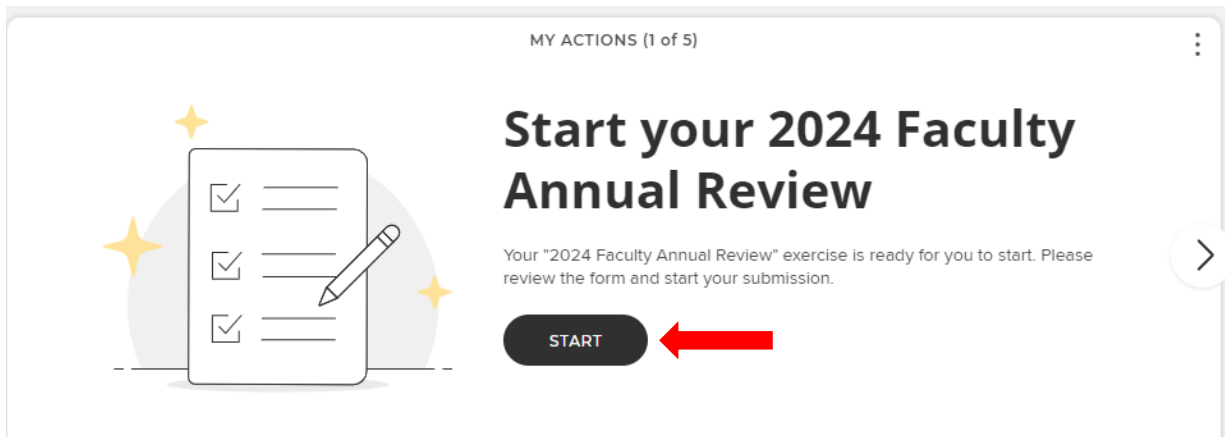 MY ACTIONS (1 of 5)
Start your 2024 Faculty
Annual Review
Your "2024 Faculty Annual Review" exercise is ready for you to start. Please
review the form and start your submission.
START